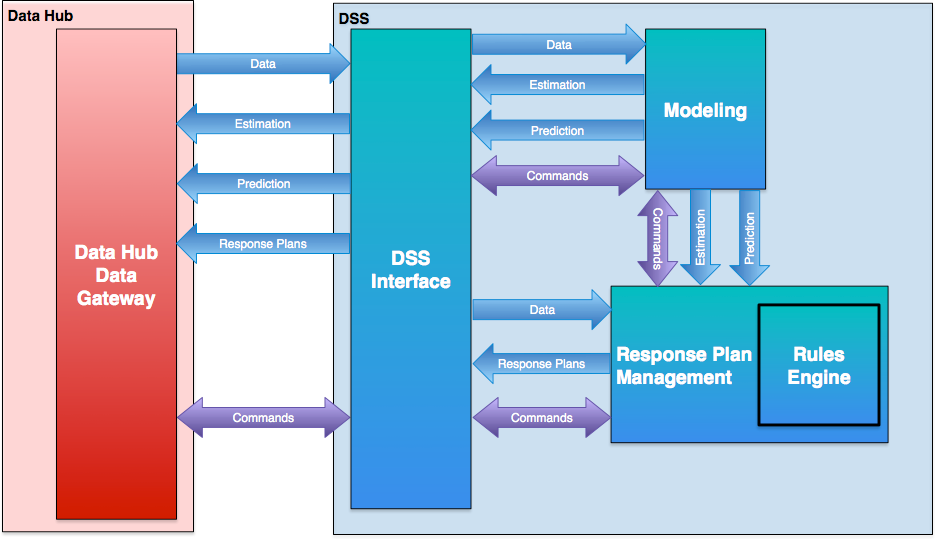 Data Hub
DSS
Data
Estimation
Prediction
Response Plans
Commands
Data Hub
Data
Gateway
DSS
Interface
Data
Estimation
Prediction
Commands
Modeling
Commands
Estimation
Prediction
Data
Response Plans
Commands
Response Plan
Management
Rules
Engine